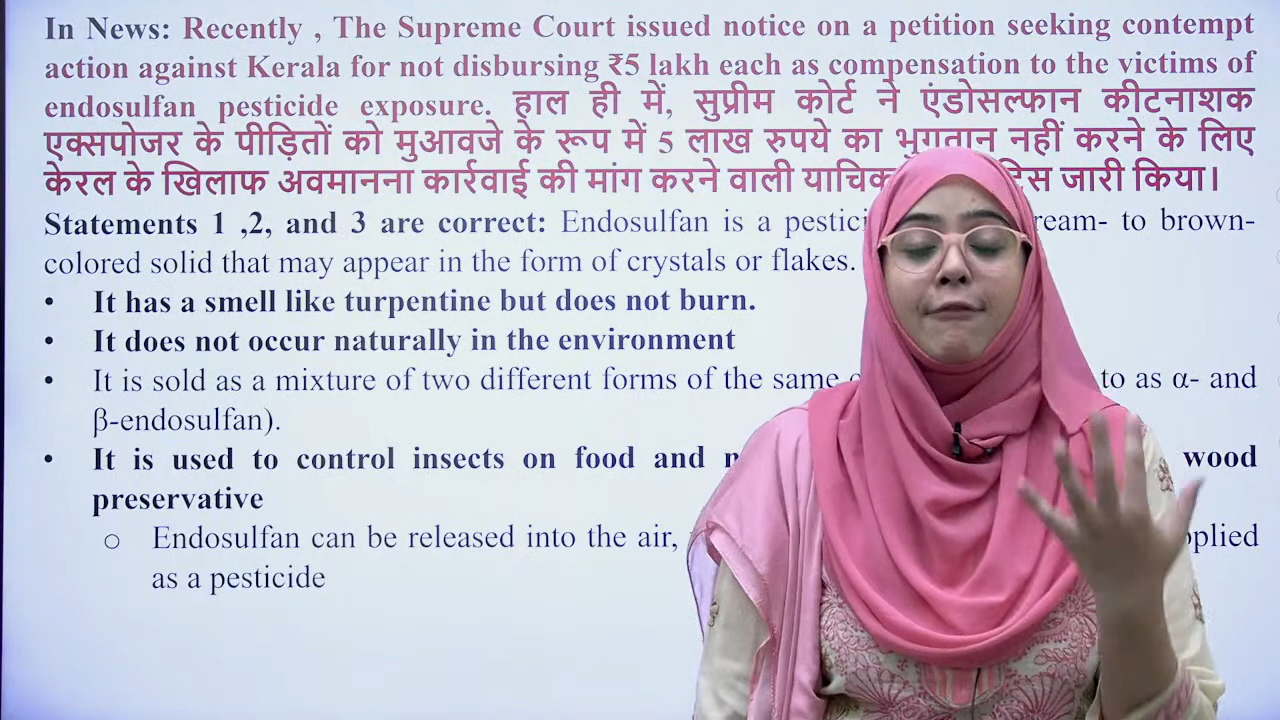 In News: Recently , The Supreme Court issued notice on a petition seeking contempt
action against Kerala for not disbursing ₹5 lakh each as compensation to the victims of
endosulfan pesticide exposure. हाल ही में, सुप्रीम कोर्ट ने एंडोसल्फान कीटनाशक
एक्सपोजर के पीड़ितों को मुआवजे के रूप में 5 लाख रुपये का भुगतान नहीं करने के लिए
केरल के खिलाफ अवमानना कार्रवाई की मांग करने वाली जारी किया।
Statements 1 ,2, and 3 are correct: Endosulfan is a to brown-
colored solid that may appear in the form of crystals or flakes.
• It has a smell like turpentine but does not burn.
• It does not occur naturally in the environment
• It is sold as a mixture of two different forms of the same to as α- and
β-endosulfan).
• It is used to control insects on food and wood
preservative
○ Endosulfan can be released into the air,
as a pesticide